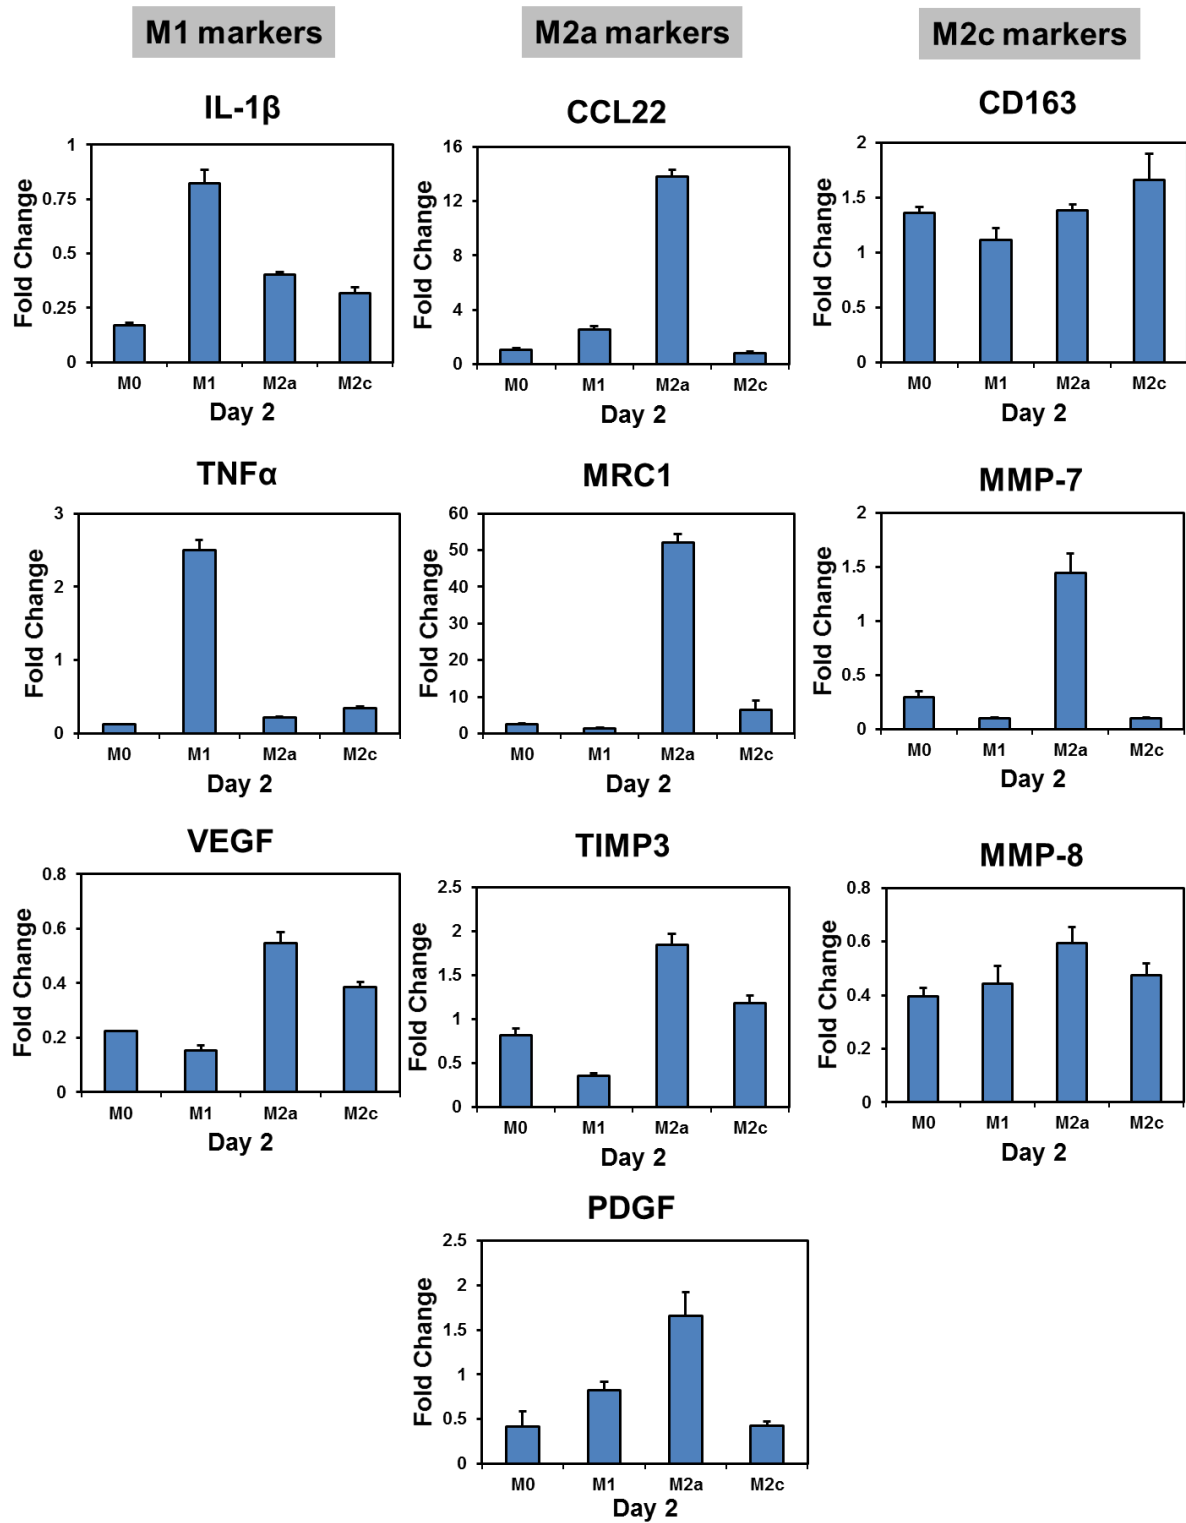 M1 markers
M2a markers
M2c markers
IL-1β
1
0.75
0.5
0.25
0
Fold Change
M0 M1 M2a M2c
Day 2
CCL22
16
12
8
4
0
Fold Change
M0 M1 M2a M2c
Day 2
CD163
2
1.5
1
0.5
0
Fold Change
M0 M1 M2a M2c
Day 2
TNFα
3
2
1
0
Fold Change
M0 M1 M2a M2c
Day 2
MRC1
60
50
40
30
20
10
0
Fold Change
M0 M1 M2a M2c
Day 2
MMP-7
2
1.5
1
0.5
0
Fold Change
M0 M1 M2a M2c
Day 2
VEGF
0.8
0.6
0.4
0.2
0
Fold Change
M0 M1 M2a M2c
Day 2
TIMP3
2.5
2
1.5
1
0.5
0
Fold Change
M0 M1 M2a M2c
Day 2
MMP-8
0.8
0.6
0.4
0.2
0
Fold Change
M0 M1 M2a M2c
Day 2
PDGF
2.5
2
1.5
1
0.5
0
Fold Change
M0 M1 M2a M2c
Day 2